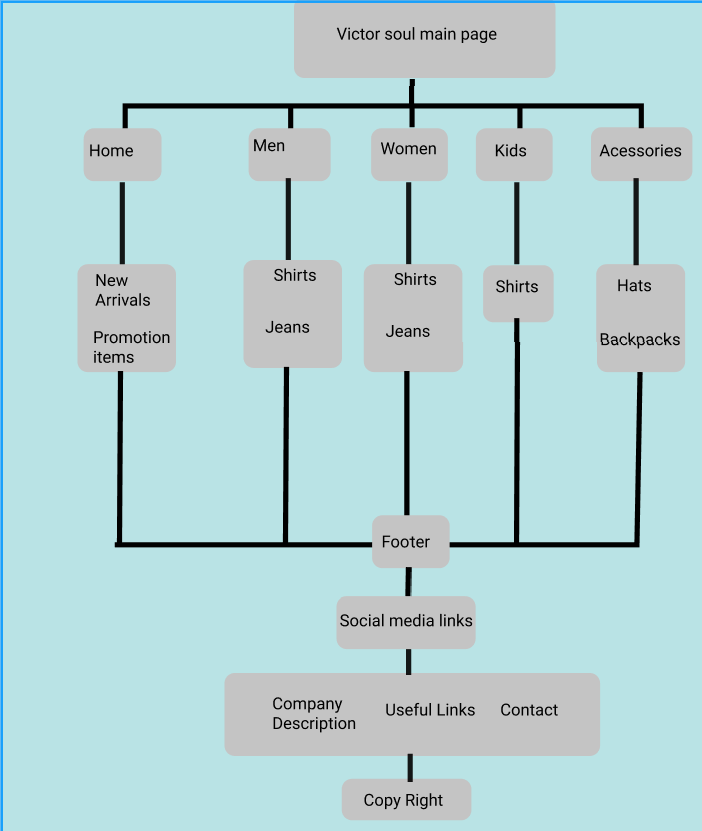 Victor soul main page
Home
Men
Women
Kids
Acessories
New
Arrivals
Promotion
items
Shirts
Jeans
Shirts
Jeans
Shirts
Hats
Backpacks
Footer
Social media links
Company
Description
Useful Links
Contact
Copy Right